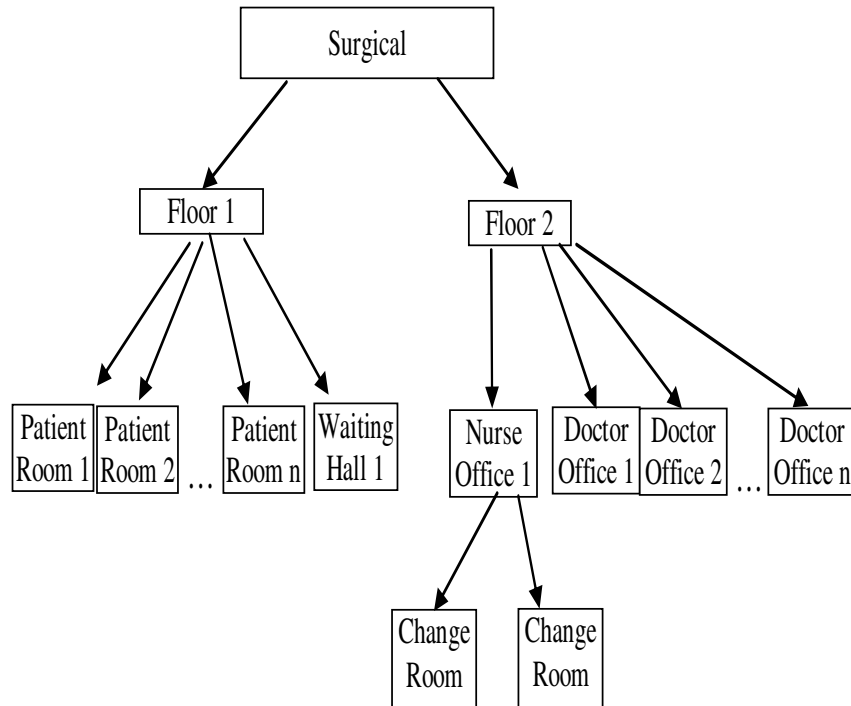 Surgical
Floor 1
Floor 2
Patient
Room 1
Patient
Room 2
...
Patient
Room n
Waiting
Hall 1
Nurse
Office 1
Doctor
Office 1
Doctor
Office 2
...
Doctor
Office n
Change
Room
Change
Room